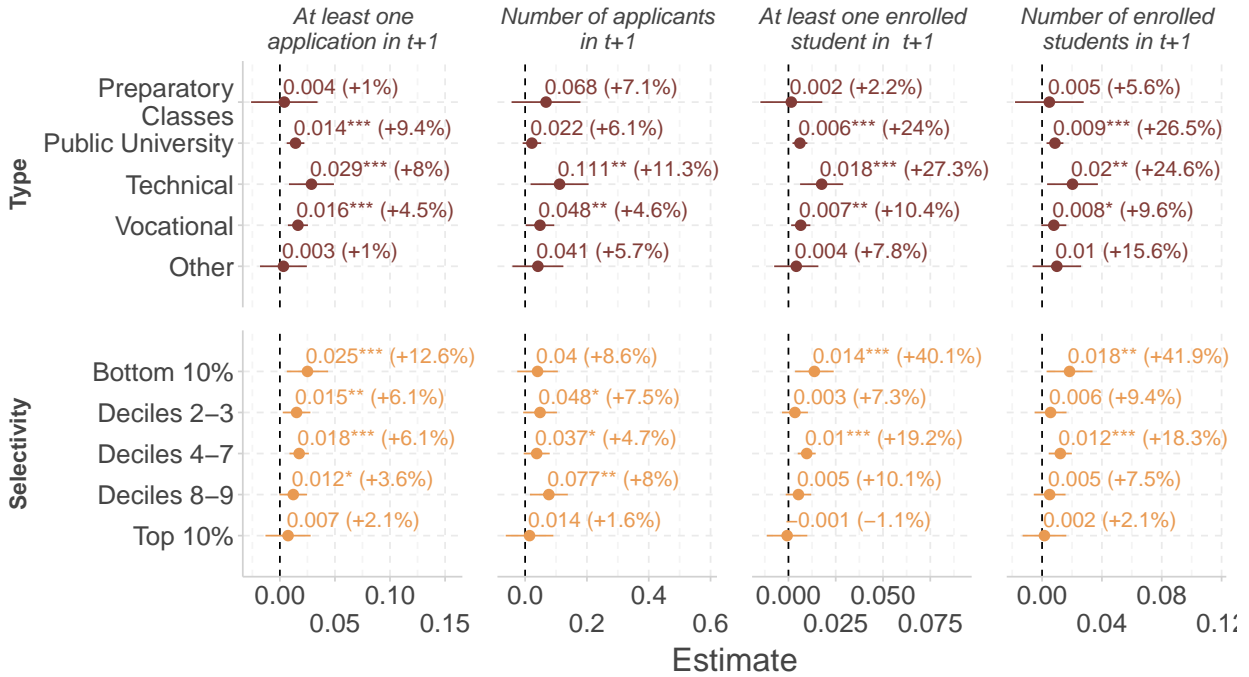 At least one
application in t+1
Number of applicants
in t+1
At least one enrolled
student in  t+1
Number of enrolled
students in t+1
Type
Preparatory
Classes
0.004 (+1%)
0.068 (+7.1%)
0.002 (+2.2%)
0.005 (+5.6%)
Public University
0.014*** (+9.4%)
0.022 (+6.1%)
0.006*** (+24%)
0.009*** (+26.5%)
Technical
0.029*** (+8%)
0.111** (+11.3%)
0.018*** (+27.3%)
0.02** (+24.6%)
Vocational
0.016*** (+4.5%)
0.048** (+4.6%)
0.007** (+10.4%)
0.008* (+9.6%)
Other
0.003 (+1%)
0.041 (+5.7%)
0.004 (+7.8%)
0.01 (+15.6%)
Selectivity
Bottom 10%
0.025*** (+12.6%)
0.04 (+8.6%)
0.014*** (+40.1%)
0.018** (+41.9%)
Deciles 2−3
0.015** (+6.1%)
0.048* (+7.5%)
0.003 (+7.3%)
0.006 (+9.4%)
Deciles 4−7
0.018*** (+6.1%)
0.037* (+4.7%)
0.01*** (+19.2%)
0.012*** (+18.3%)
Deciles 8−9
0.012* (+3.6%)
0.077** (+8%)
0.005 (+10.1%)
0.005 (+7.5%)
Top 10%
0.007 (+2.1%)
0.014 (+1.6%)
−0.001 (−1.1%)
0.002 (+2.1%)
0.00 0.10
0.05 0.15
0.0 0.4
0.2 0.6
0.000 0.050
0.025 0.075
0.00 0.08
0.04 0.12
Estimate